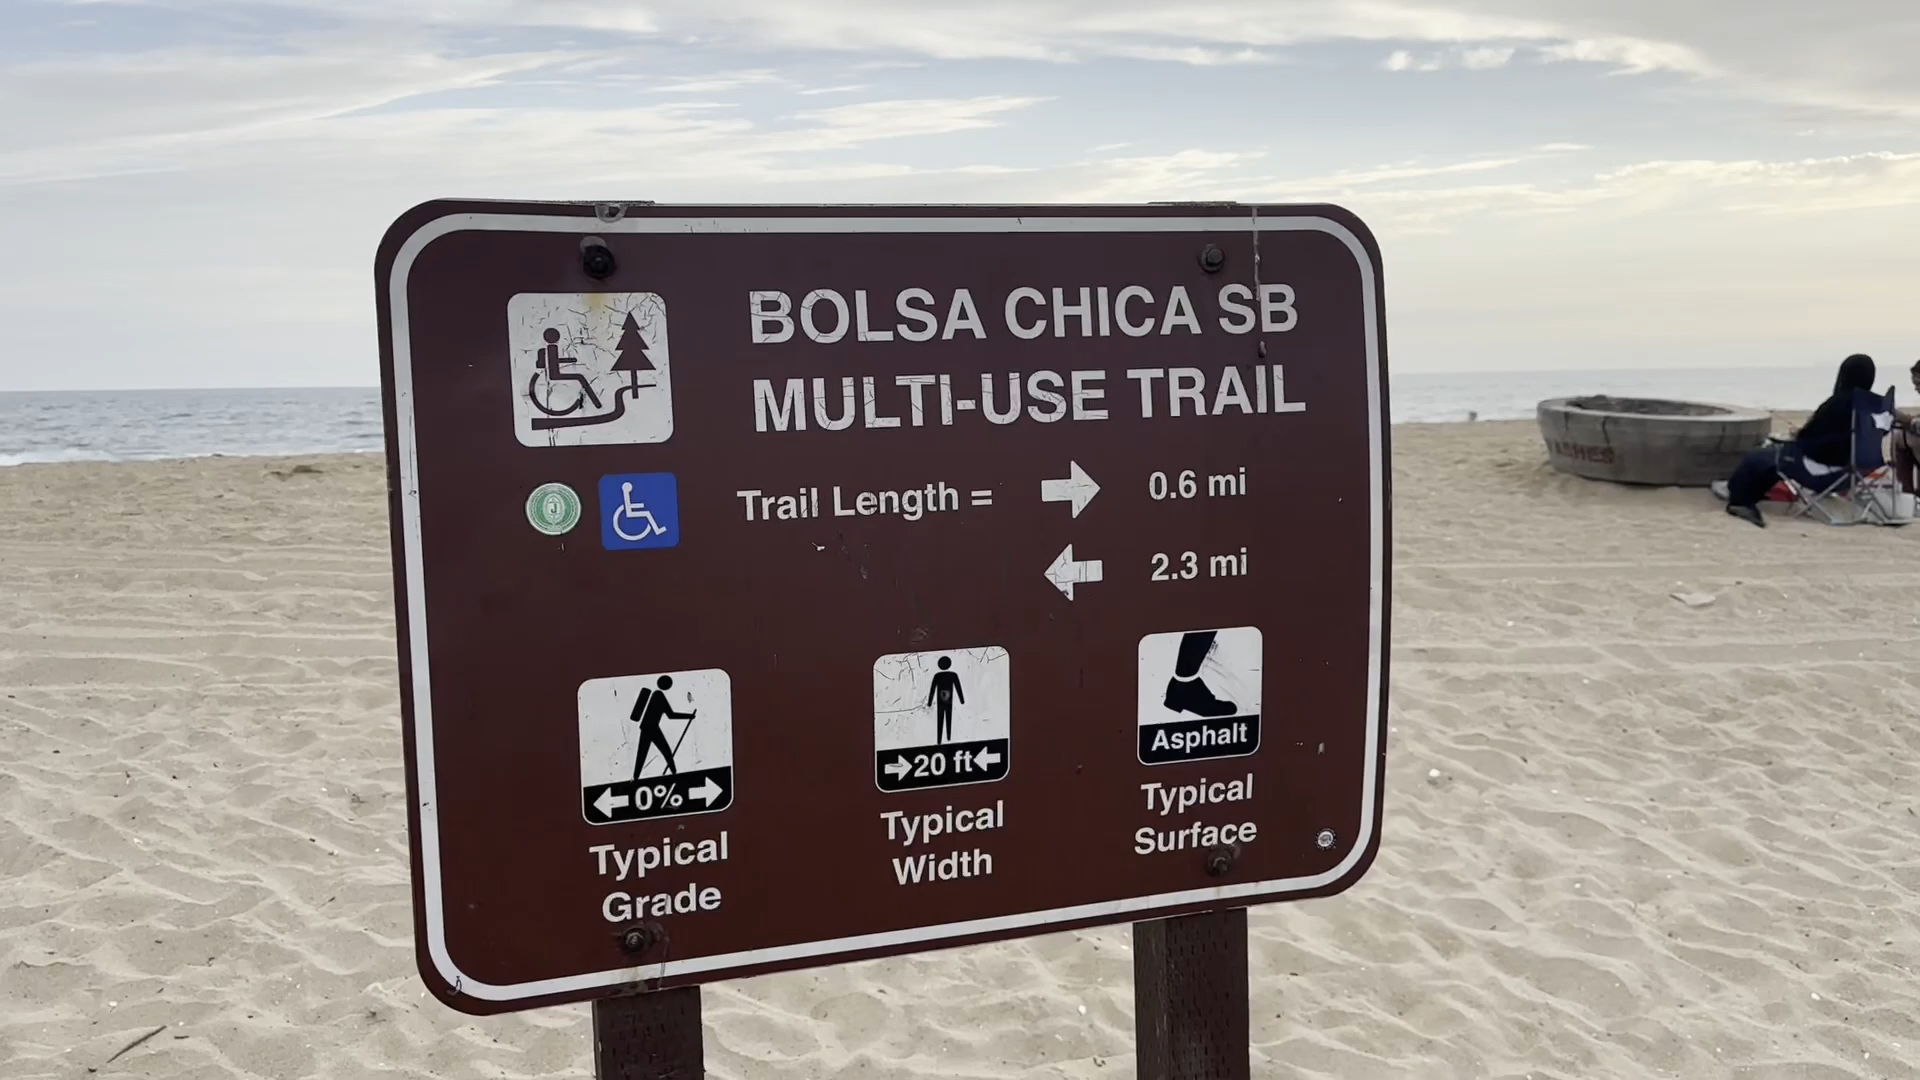 BOLSA CHICA SB
MULTI-USE TRAIL
Trail Length =
0.6 mi
2.3 mi
0%
Typical
Grade
20 ft
Typical
Width
Asphalt
Typical
Surface
ASHES